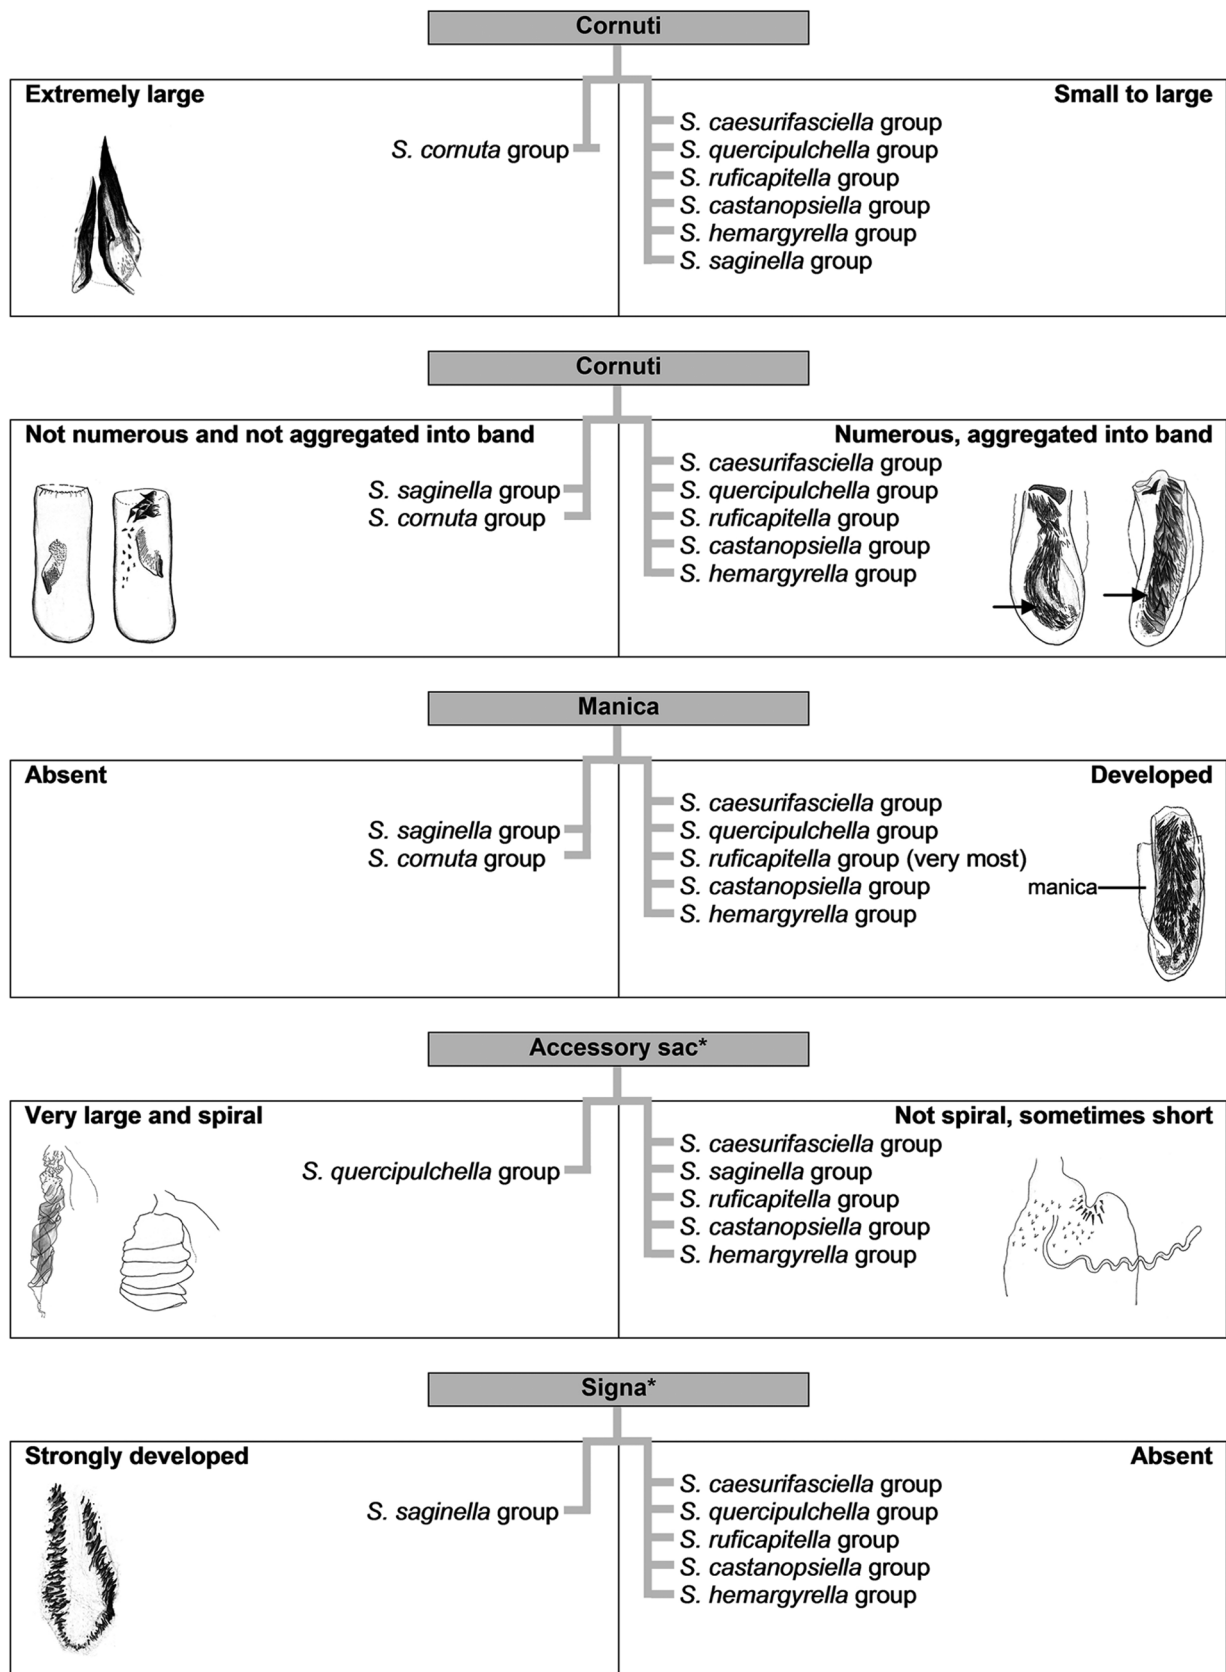 Cornuti
Extremely large
S. cornuta group
Small to large
S. caesurifasciella group
S. quercipulchella group
S. ruficapitella group
S. castanopsiella group
S. hemargyrella group
S. saginella group
Cornuti
Not numerous and not aggregated into band
S. saginella group
S. cornuta group
Numerous, aggregated into band
S. caesurifasciella group
S. quercipulchella group
S. ruficapitella group
S. castanopsiella group
S. hemargyrella group
Manica
Absent
S. saginella group
S. cornuta group
Developed
S. caesurifasciella group
S. quercipulchella group
S. ruficapitella group (very most)
S. castanopsiella group
S. hemargyrella group
manica
Accessory sac*
Very large and spiral
S. quercipulchella group
Not spiral, sometimes short
S. caesurifasciella group
S. saginella group
S. ruficapitella group
S. castanopsiella group
S. hemargyrella group
Signa*
Strongly developed
S. saginella group
Absent
S. caesurifasciella group
S. quercipulchella group
S. ruficapitella group
S. castanopsiella group
S. hemargyrella group